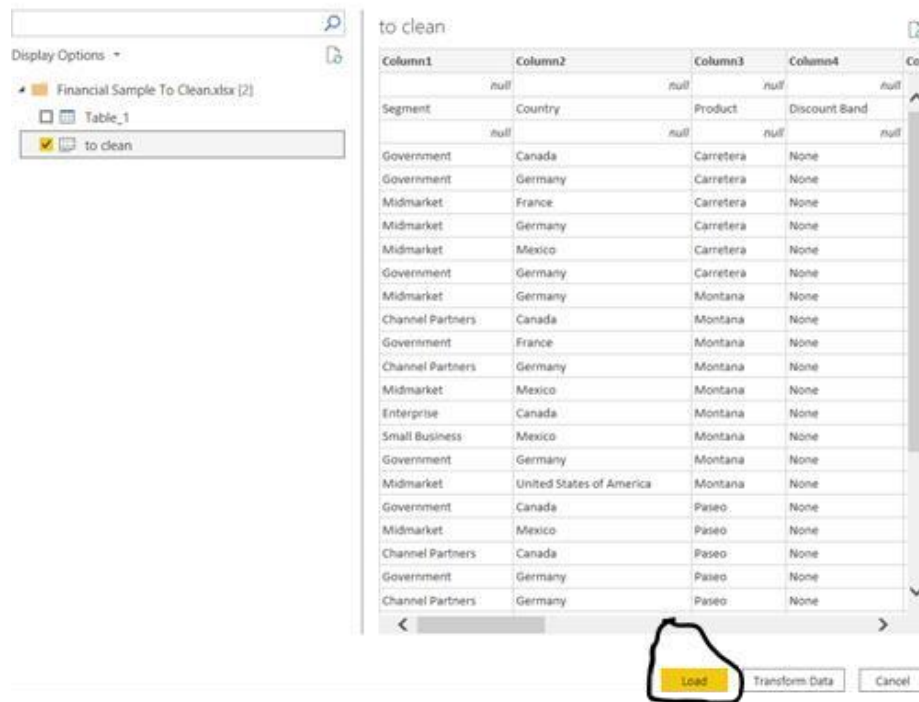 to clean
Display Options
Financial Sample To Clean.xlsx [2]
Table_1
to clean
Column1 Column2 Column3 Column4 Co
null null null null
Segment Country Product Discount Band
null null null null
Government Canada Carretera None
Government Germany Carretera None
Midmarket France Carretera None
Midmarket Germany Carretera None
Midmarket Mexico Carretera None
Government Germany Carretera None
Midmarket Germany Montana None
Channel Partners Canada Montana None
Government France Montana None
Channel Partners Germany Montana None
Midmarket Mexico Montana None
Enterprise Canada Montana None
Small Business Mexico Montana None
Government Germany Montana None
Midmarket United States of America Montana None
Government Canada Paseo None
Midmarket Mexico Paseo None
Channel Partners Canada Paseo None
Government Germany Paseo None
Channel Partners Germany Paseo None
Load Transform Data Cancel